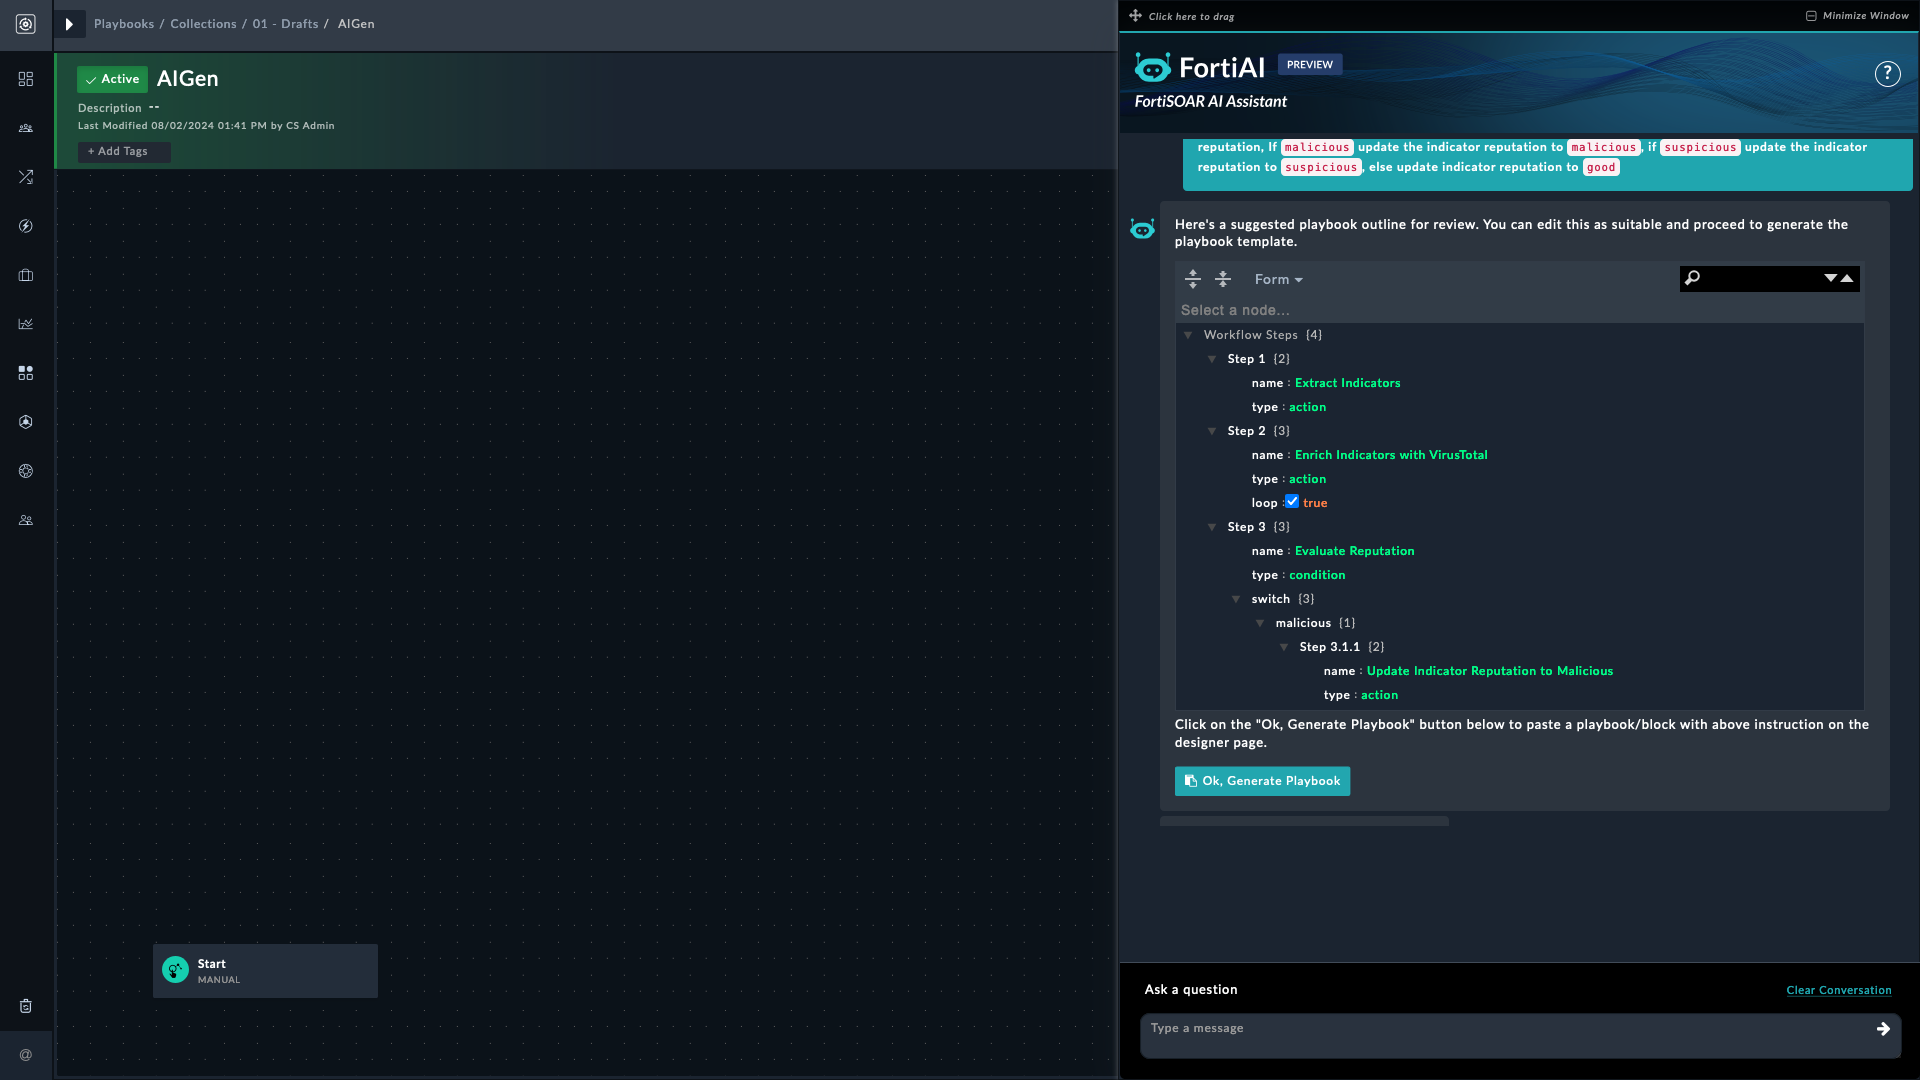 Playbooks / Collections / 01 - Drafts / AIGen
Active AIGen
Description --
Last Modified 08/02/2024 01:41 PM by CS Admin
+ Add Tags
Start
MANUAL
@
Click here to drag
Minimize Window
FortiAI PREVIEW
FortiSOAR AI Assistant
?
reputation, If malicious update the indicator reputation to malicious, if suspicious update the indicator
reputation to suspicious, else update indicator reputation to good
Here's a suggested playbook outline for review. You can edit this as suitable and proceed to generate the
playbook template.
Form
Select a node...
Workflow Steps {4}
Step 1 {2}
name : Extract Indicators
type : action
Step 2 {3}
name : Enrich Indicators with VirusTotal
type : action
loop : true
Step 3 {3}
name : Evaluate Reputation
type : condition
switch {3}
malicious {1}
Step 3.1.1 {2}
name : Update Indicator Reputation to Malicious
type : action
Click on the "Ok, Generate Playbook" button below to paste a playbook/block with above instruction on the
designer page.
Ok, Generate Playbook
Ask a question
Clear Conversation
Type a message